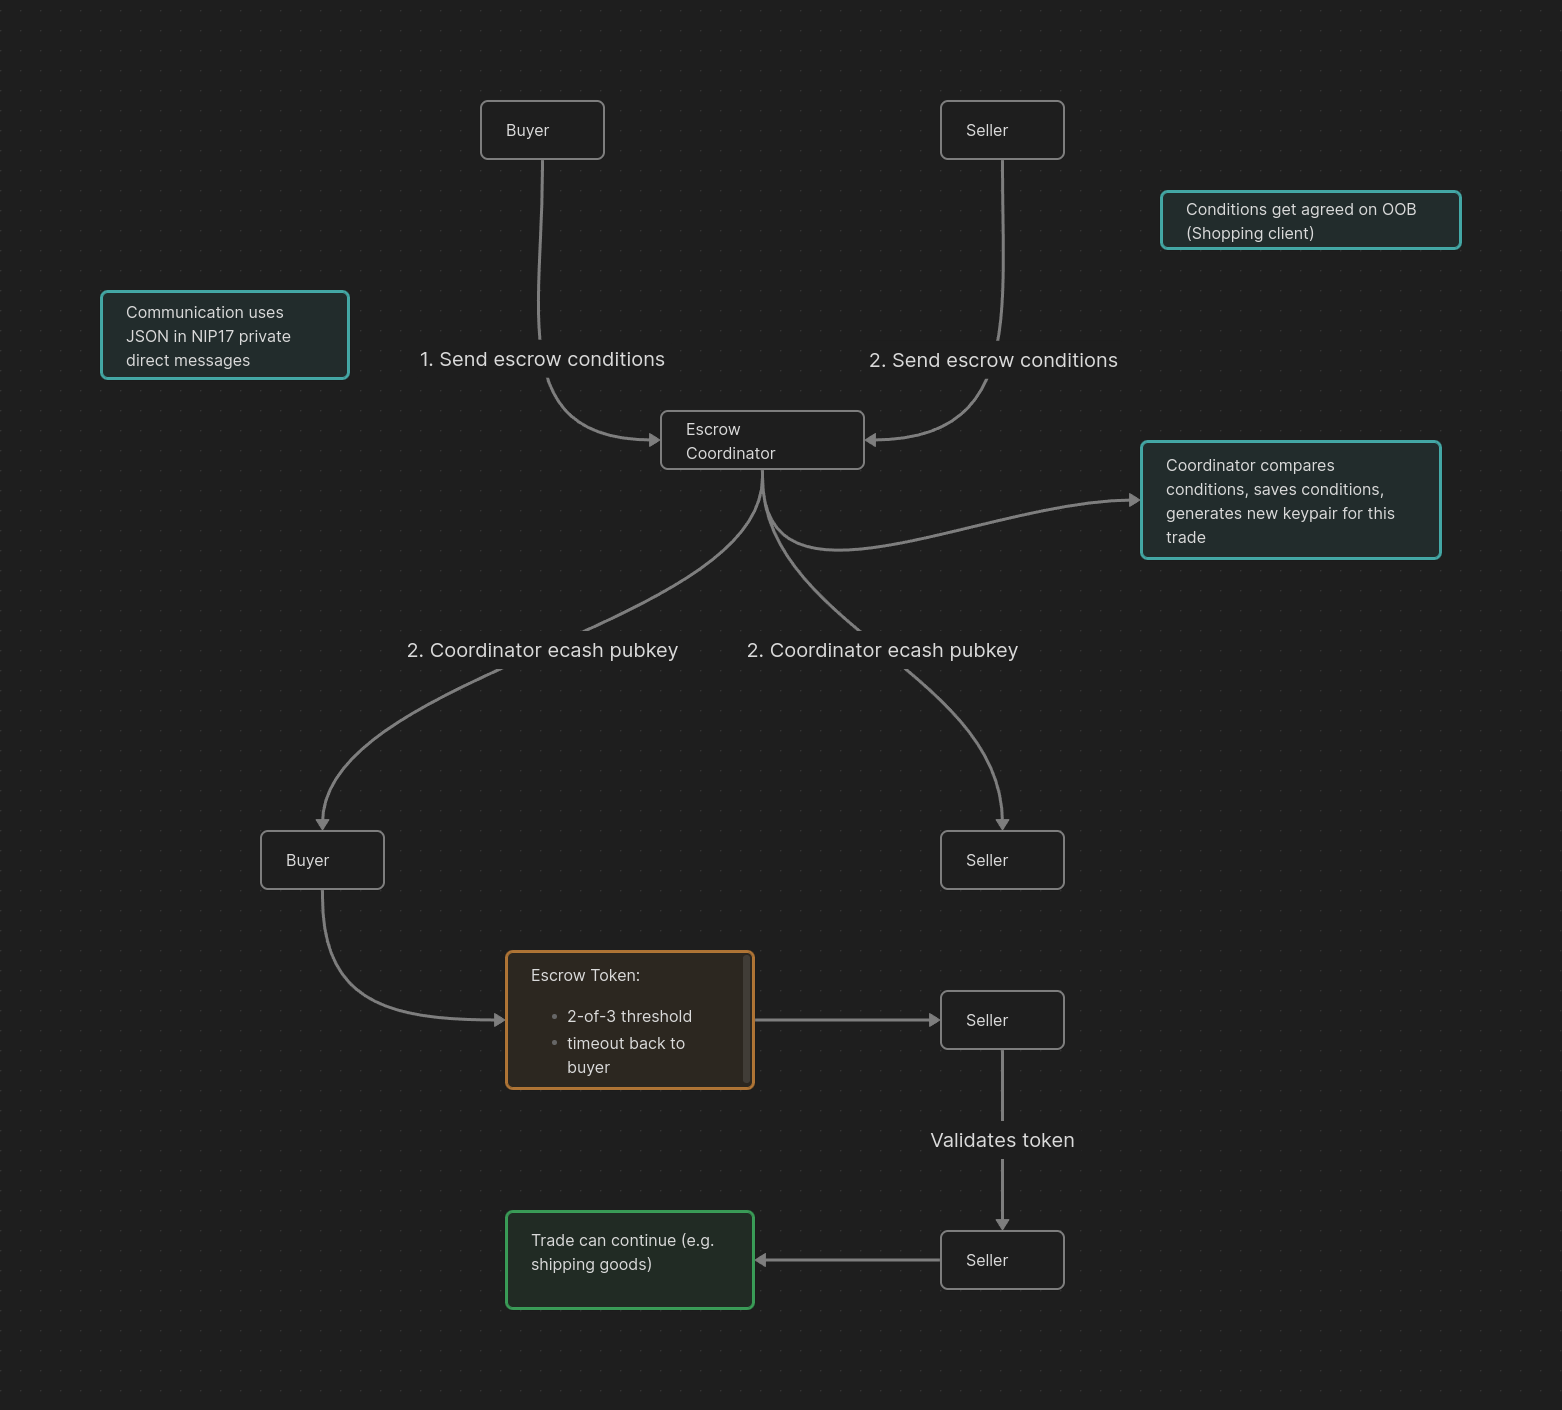 Buyer
Seller
Conditions get agreed on OOB
(Shopping client)
Communication uses
JSON in NIP17 private
direct messages
1. Send escrow conditions
2. Send escrow conditions
Escrow
Coordinator
Coordinator compares
conditions, saves conditions,
generates new keypair for this
trade
2. Coordinator ecash pubkey
2. Coordinator ecash pubkey
Buyer
Seller
Escrow Token:
• 2-of-3 threshold
• timeout back to
buyer
Seller
Validates token
Trade can continue (e.g.
shipping goods)
Seller